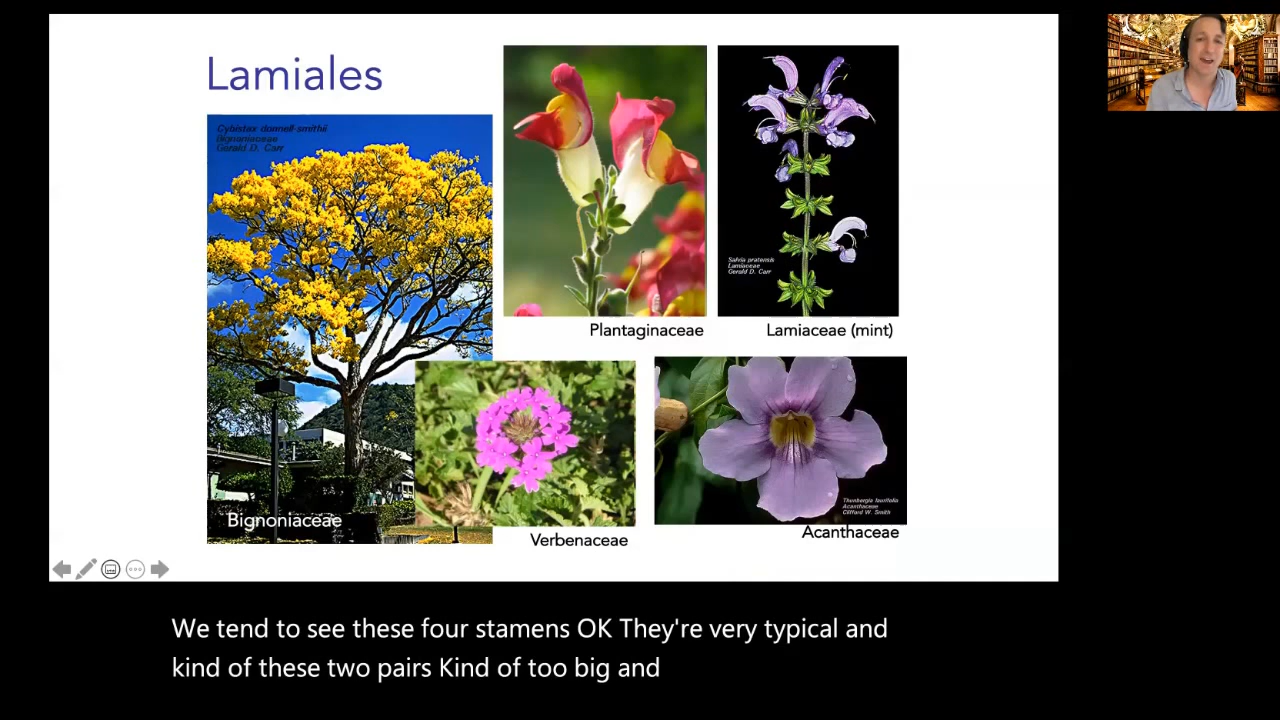 Lamiales
Cybistax donnell-smithii
Bignoniaceae
Gerald D. Carr
Bignoniaceae
Plantaginaceae
Salvia pratensis
Lamiaceae
Gerald D. Carr
Lamiaceae (mint)
Verbenaceae
Thunbergia laurifolia
Acanthaceae
Clifford W. Smith
Acanthaceae
We tend to see these four stamens OK They're very typical and
kind of these two pairs Kind of too big and